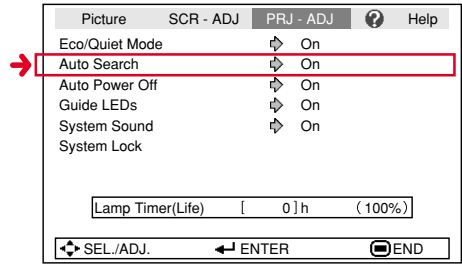 Picture SCR - ADJ PRJ - ADJ ? Help
Eco/Quiet Mode On
Auto Search On
Auto Power Off On
Guide LEDs On
System Sound On
System Lock
Lamp Timer(Life) [ 0 ] h (100%)
SEL./ADJ. ENTER END